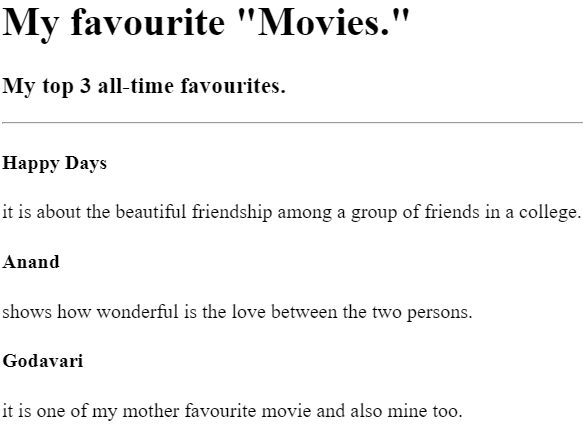 My favourite "Movies."
My top 3 all-time favourites.
Happy Days
it is about the beautiful friendship among a group of friends in a college.
Anand
shows how wonderful is the love between the two persons.
Godavari
it is one of my mother favourite movie and also mine too.